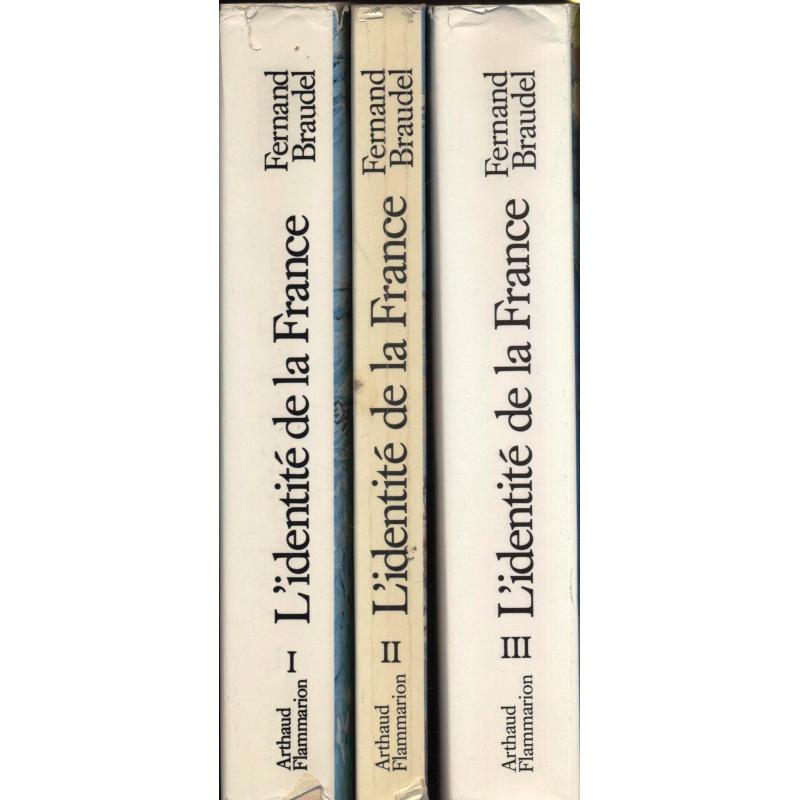 Arthaud
Flammarion
I
L'identité de la France
Fernand
Braudel
Arthaud
Flammarion
II
L'identité de la France
Fernand
Braudel
Arthaud
Flammarion
III
L'identité de la France
Fernand
Braudel